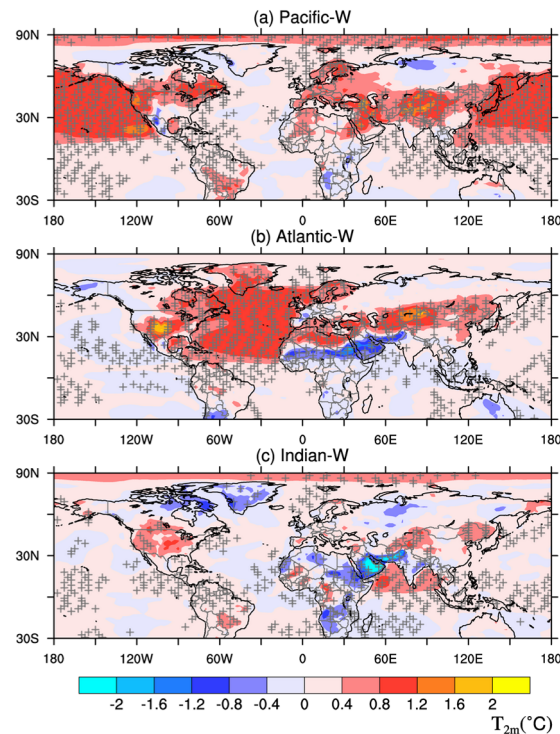 (a) Pacific-W
90N
30N
30S
180 120W 60W 0 60E 120E 180
(b) Atlantic-W
90N
30N
30S
180 120W 60W 0 60E 120E 180
(c) Indian-W
90N
30N
30S
180 120W 60W 0 60E 120E 180
-2 -1.6 -1.2 -0.8 -0.4 0 0.4 0.8 1.2 1.6 2
T2m(°C)